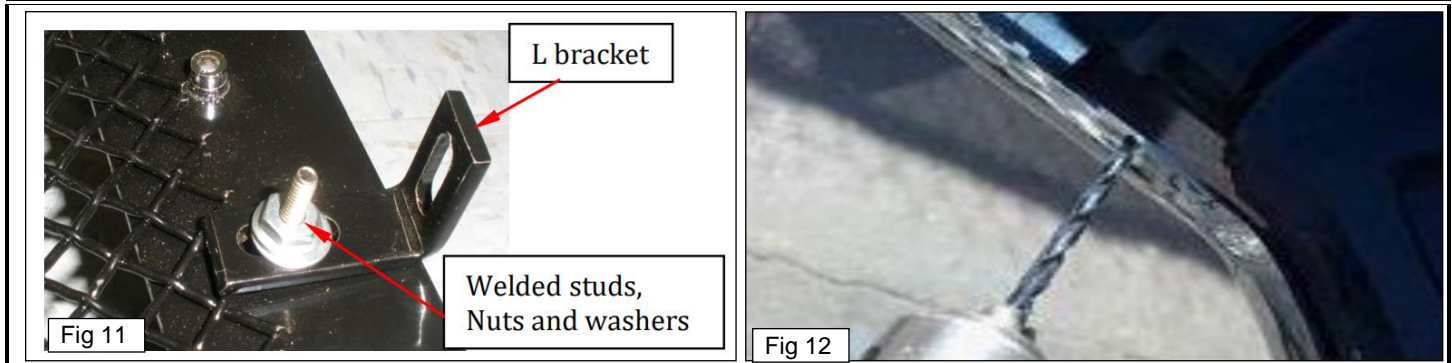 L bracket
Welded studs,
Nuts and washers
Fig 11
Fig 12